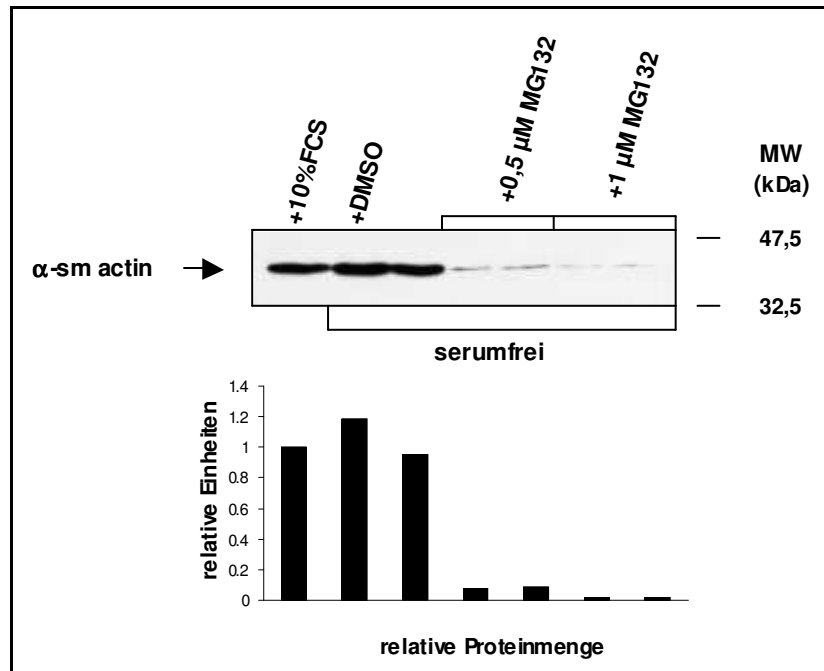 +10%FCS
+DMSO
+0,5 µM MG132
+1 µM MG132
MW
(kDa)
47,5
α-sm actin
32,5
serumfrei
relative Einheiten
1.4
1.2
1
0.8
0.6
0.4
0.2
0
relative Proteinmenge